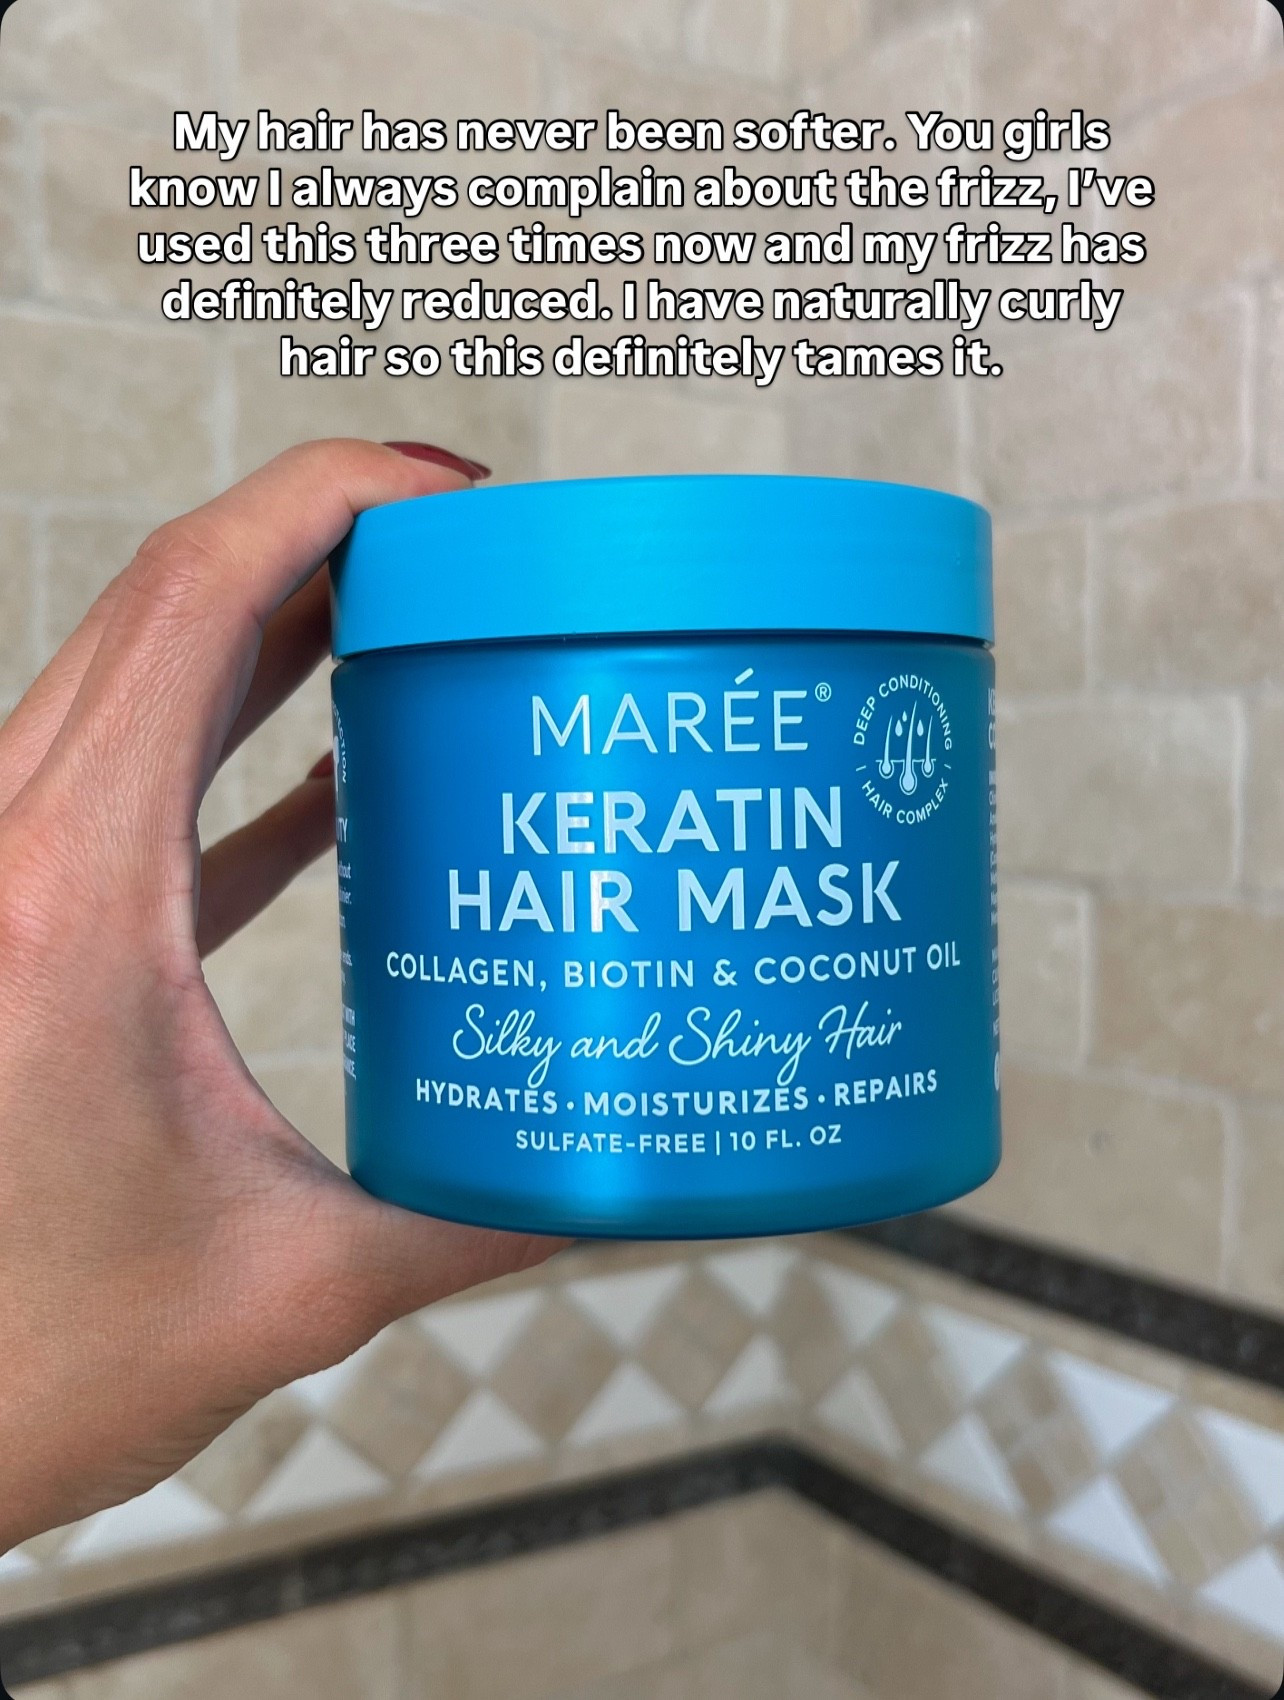 My hair has never been softer. You girls
know I always complain about the frizz, I've
used this three times now and my frizz has
definitely reduced. I have naturally curly
hair so this definitely tames it.
MARÉE®
DEEP CONDITIONING
HAIR COMPLEX
KERATIN
HAIR MASK
COLLAGEN, BIOTIN & COCONUT OIL
Silky and Shiny Hair
HYDRATES • MOISTURIZES • REPAIRS
SULFATE-FREE | 10 FL. OZ